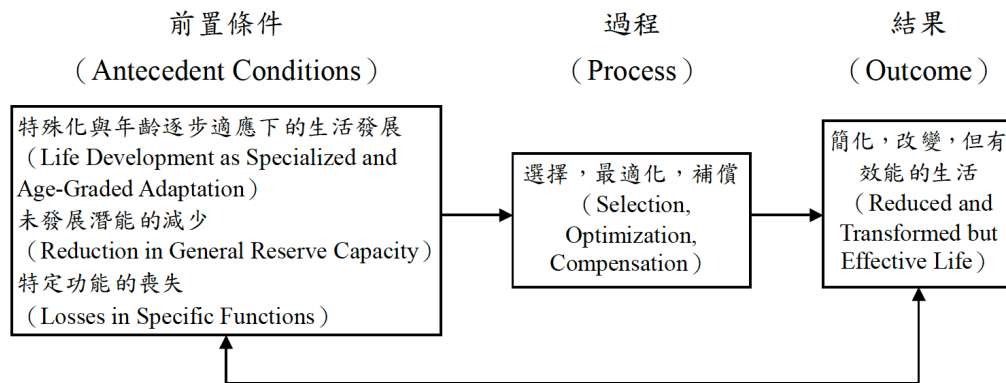 前置條件
（Antecedent Conditions）
特殊化與年齡逐步適應下的生活發展
（Life Development as Specialized and
Age-Graded Adaptation）
未發展潛能的減少
（Reduction in General Reserve Capacity）
特定功能的喪失
（Losses in Specific Functions）
過程
（Process）
選擇，最適化，補償
（Selection,
Optimization,
Compensation）
結果
（Outcome）
簡化，改變，但有
效能的生活
（Reduced and
Transformed but
Effective Life）